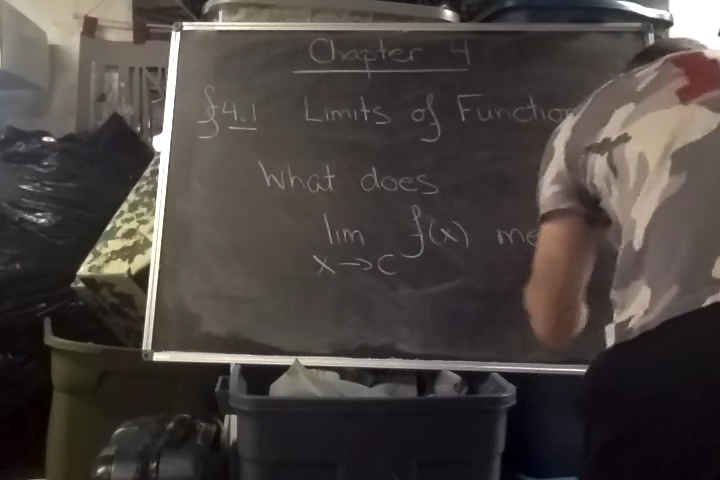 Chapter 4
§4.1 Limits of Function
What does
lim f(x) me
x→c